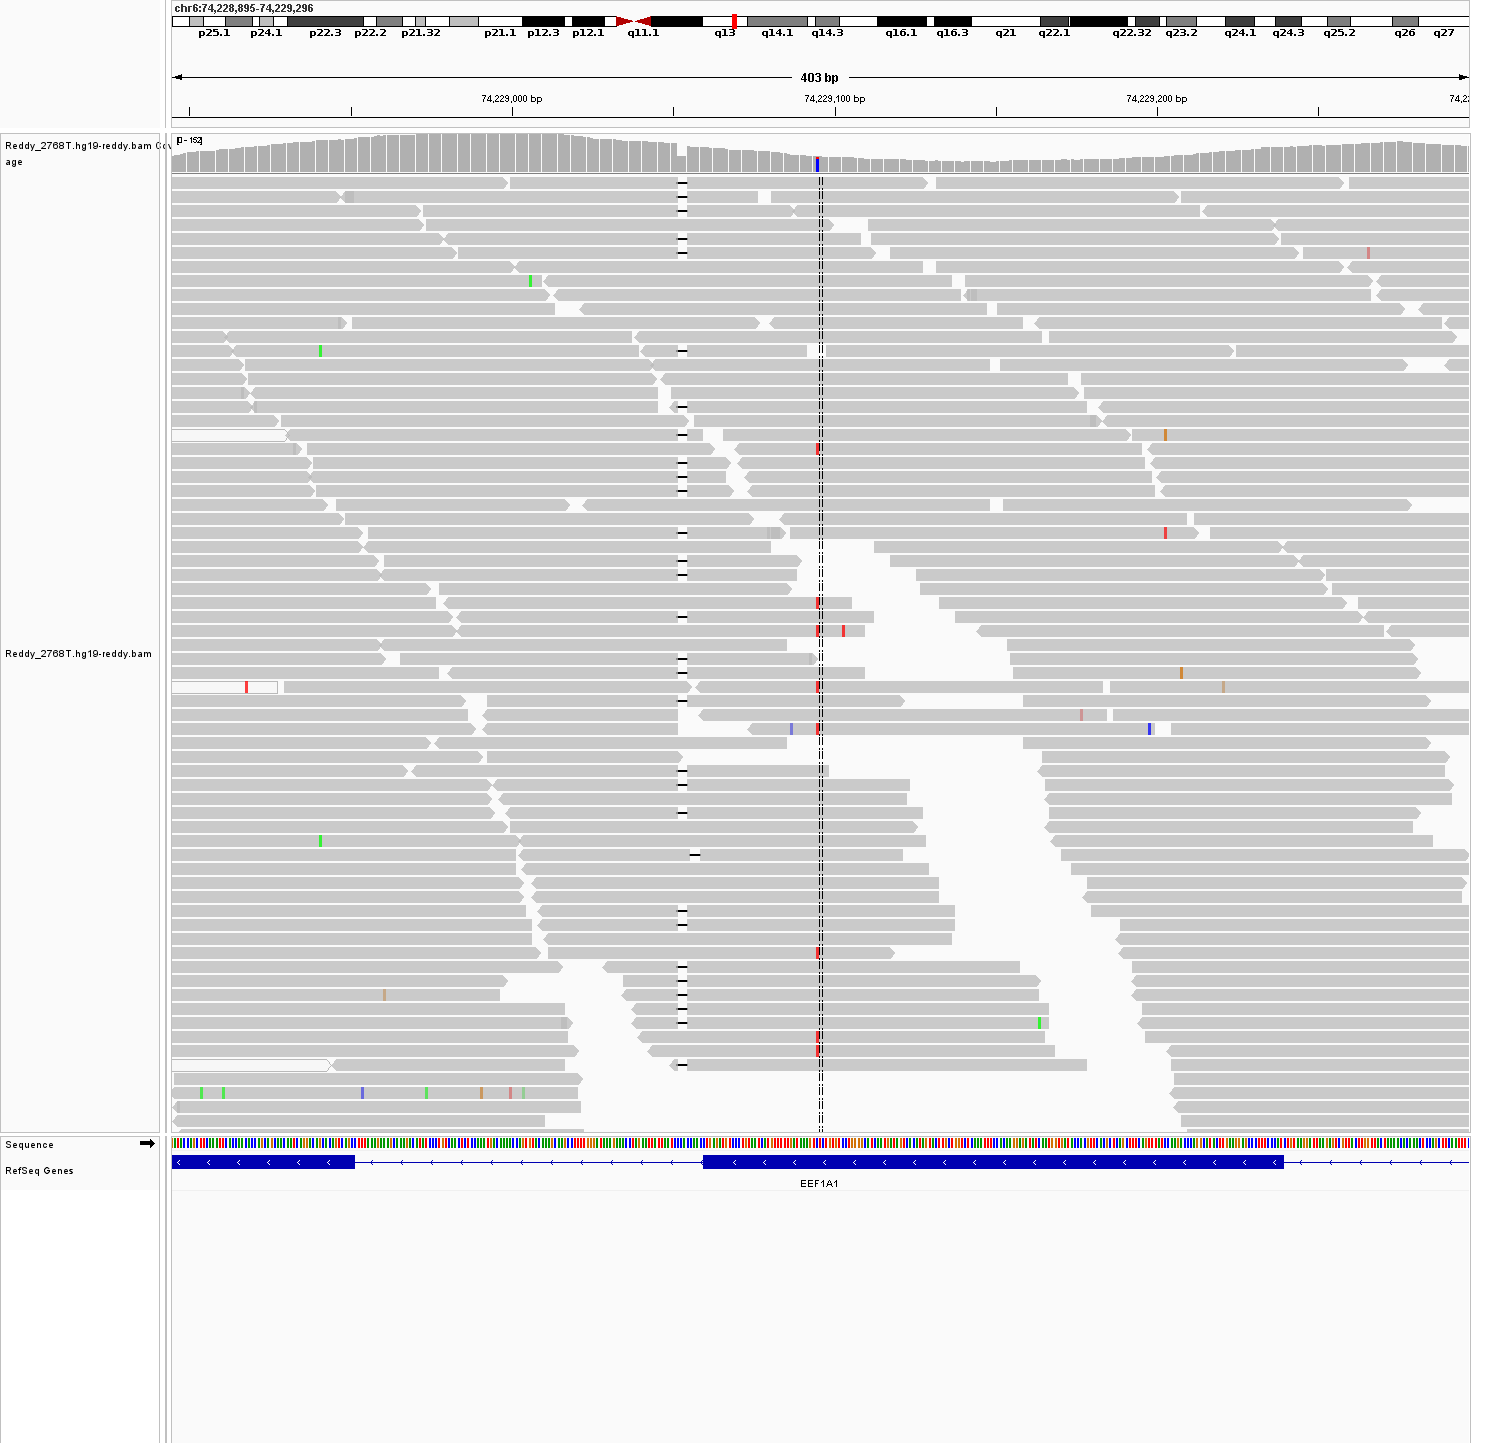 chr6:74,228,895-74,229,296
p25.1 p24.1 p22.3 p22.2 p21.32 p21.1 p12.3 p12.1 q11.1 q13 q14.1 q14.3 q16.1 q16.3 q21 q22.1 q22.32 q23.2 q24.1 q24.3 q25.2 q26 q27
403 bp
74,229,000 bp 74,229,100 bp 74,229,200 bp 74,22
[0 - 152]
Reddy_2768T.hg19-reddy.bam Cov
age
Reddy_2768T.hg19-reddy.bam
Sequence
RefSeq Genes
EEF1A1